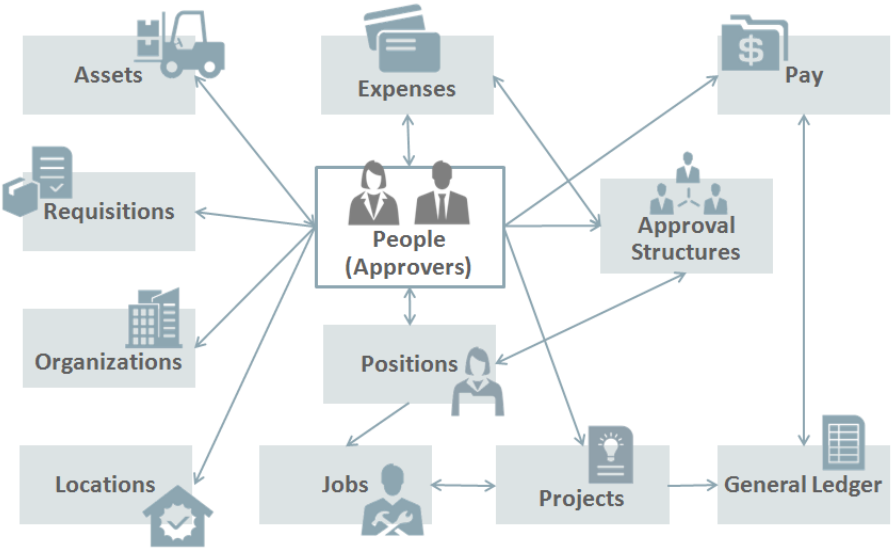 Assets
Expenses
Pay
Requisitions
People
(Approvers)
Approval
Structures
Organizations
Positions
Locations
Jobs
Projects
General Ledger